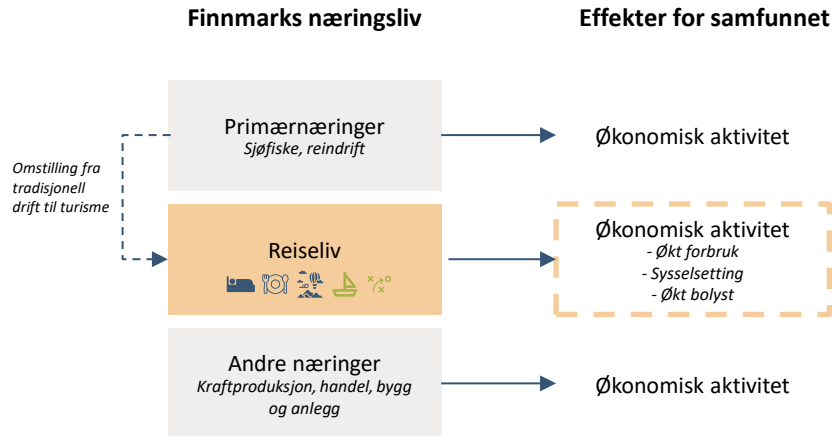 Finnmarks næringsliv
Effekter for samfunnet
Primærnæringer
Sjøfiske, reindrift
Økonomisk aktivitet
Omstilling fra
tradisjonell
drift til turisme
Reiseliv
Økonomisk aktivitet
- Økt forbruk
- Sysselsetting
- Økt bolyst
Andre næringer
Kraftproduksjon, handel, bygg
og anlegg
Økonomisk aktivitet